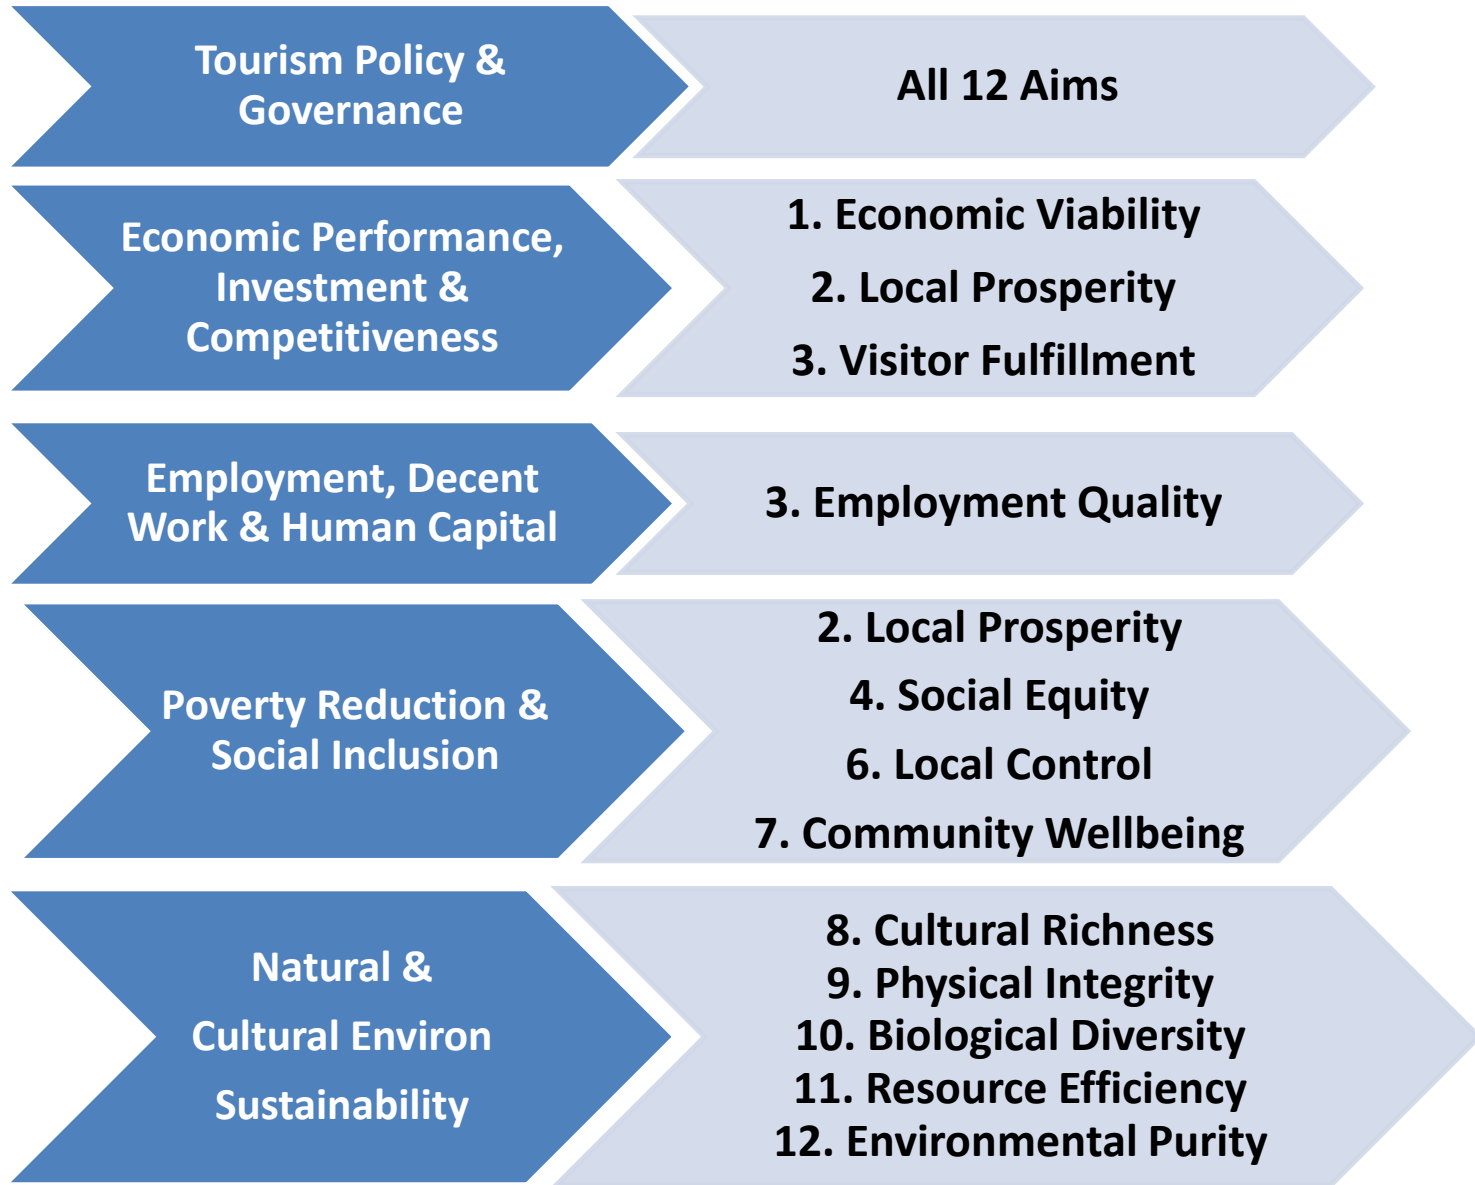 Tourism Policy &
Governance
All 12 Aims
Economic Performance,
Investment &
Competitiveness
1. Economic Viability
2. Local Prosperity
3. Visitor Fulfillment
Employment, Decent
Work & Human Capital
3. Employment Quality
Poverty Reduction &
Social Inclusion
2. Local Prosperity
4. Social Equity
6. Local Control
7. Community Wellbeing
Natural &
Cultural Environ
Sustainability
8. Cultural Richness
9. Physical Integrity
10. Biological Diversity
11. Resource Efficiency
12. Environmental Purity